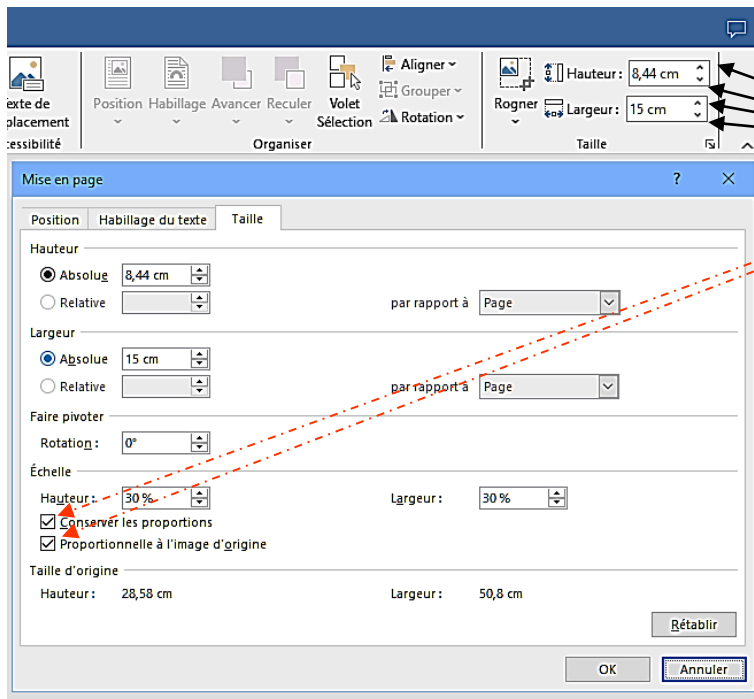 Texte de
placement
Position Habillage Avancer Reculer Volet
Sélection
Aligner
Grouper
Rotation
Rogner
Hauteur : 8,44 cm
Largeur : 15 cm
Organiser
Taille
Mise en page ? ×
Position Habillage du texte Taille
Hauteur
Absolue 8,44 cm
Relative par rapport à Page
Largeur
Absolue 15 cm
Relative par rapport à Page
Faire pivoter
Rotation : 0°
Échelle
Hauteur : 30 % Largeur : 30 %
Conserver les proportions
Proportionnelle à l'image d'origine
Taille d'origine
Hauteur : 28,58 cm Largeur : 50,8 cm
Rétablir
OK Annuler